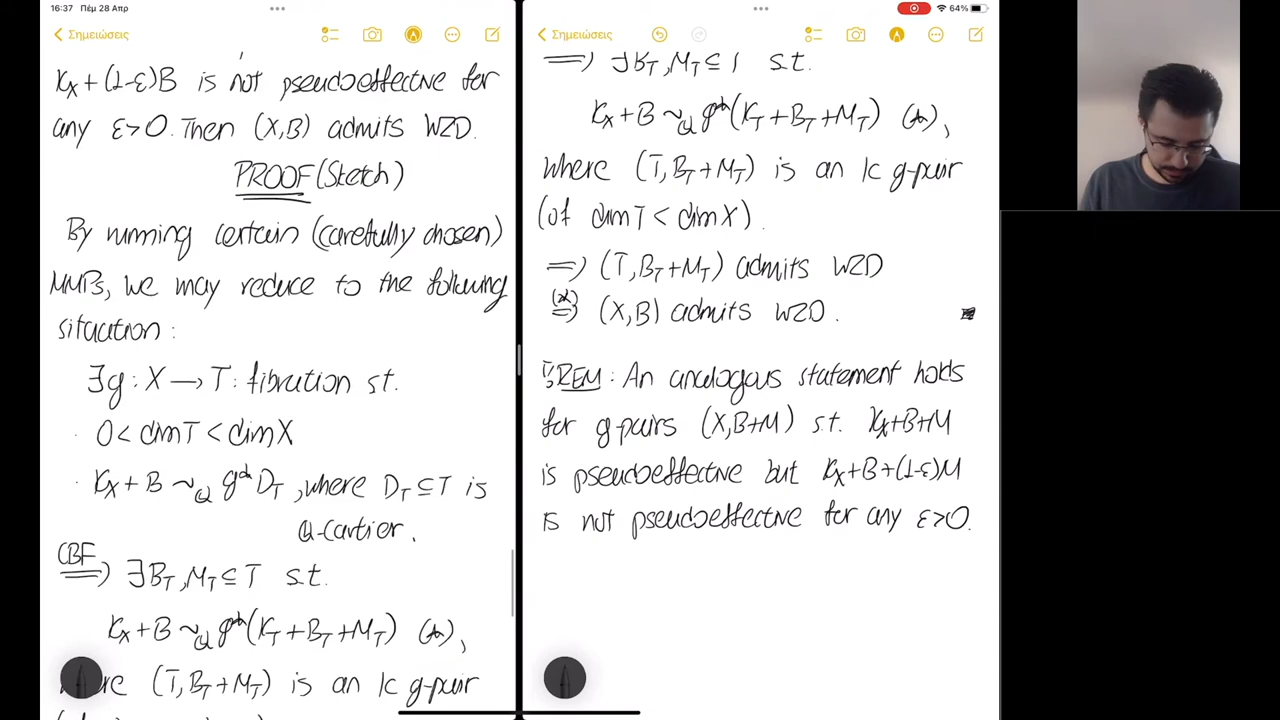 16:37 Πέμ 28 Απρ
Σημειώσεις
K_X+(1-ε)B is not pseudoeffective for
any ε>0. Then (X,B) admits WZD.
PROOF (Sketch)
By running certain (carefully chosen)
MMPs, we may reduce to the following
situation:
∃g: X → T: fibration s.t.
· 0 < dimT < dimX
· K_X + B ~_Q g^* D_T, where D_T ⊆ T is
Q-Cartier.
CBF
⟹ ∃B_T, M_T ⊆ T s.t.
K_X+B ~_Q g^*(K_T+B_T+M_T) (*),
where (T,B_T+M_T) is an lc g-pair
64%
Σημειώσεις
⟹ ∃B_T, M_T ⊆ T s.t.
K_X+B ~_Q g^*(K_T+B_T+M_T) (*),
where (T,B_T+M_T) is an lc g-pair
(of dimT < dimX).
⟹ (T,B_T+M_T) admits WZD
(*)
⟹ (X,B) admits WZD.
REM: An analogous statement holds
for g-pairs (X,B+M) s.t. K_X+B+M
is pseudoeffective but K_X+B+(1-ε)M
is not pseudoeffective for any ε>0.